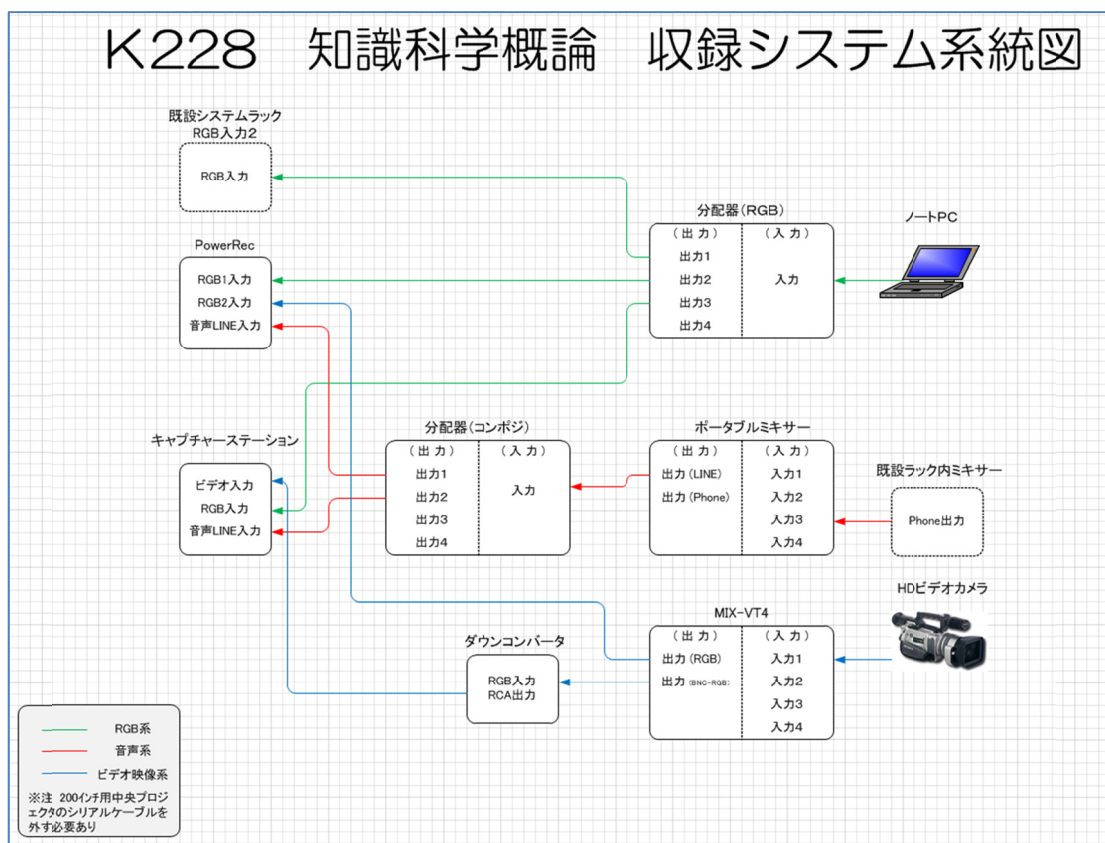 K228　知識科学概論　収録システム系統図
既設システムラック
RGB入力2
RGB入力
PowerRec
RGB1入力
RGB2入力
音声LINE入力
分配器(RGB)
(出力)
(入力)
出力1
出力2
出力3
出力4
入力
ノートPC
キャプチャーステーション
ビデオ入力
RGB入力
音声LINE入力
分配器(コンポジ)
(出力)
(入力)
出力1
出力2
出力3
出力4
入力
ポータブルミキサー
(出力)
(入力)
出力(LINE)
出力(Phone)
入力1
入力2
入力3
入力4
既設ラック内ミキサー
Phone出力
HDビデオカメラ
MIX-VT4
(出力)
(入力)
出力(RGB)
出力(BNC-RGB)
入力1
入力2
入力3
入力4
ダウンコンバータ
RGB入力
RCA出力
RGB系
音声系
ビデオ映像系
※注 200インチ用中央プロジ
ェクタのシリアルケーブルを
外す必要あり